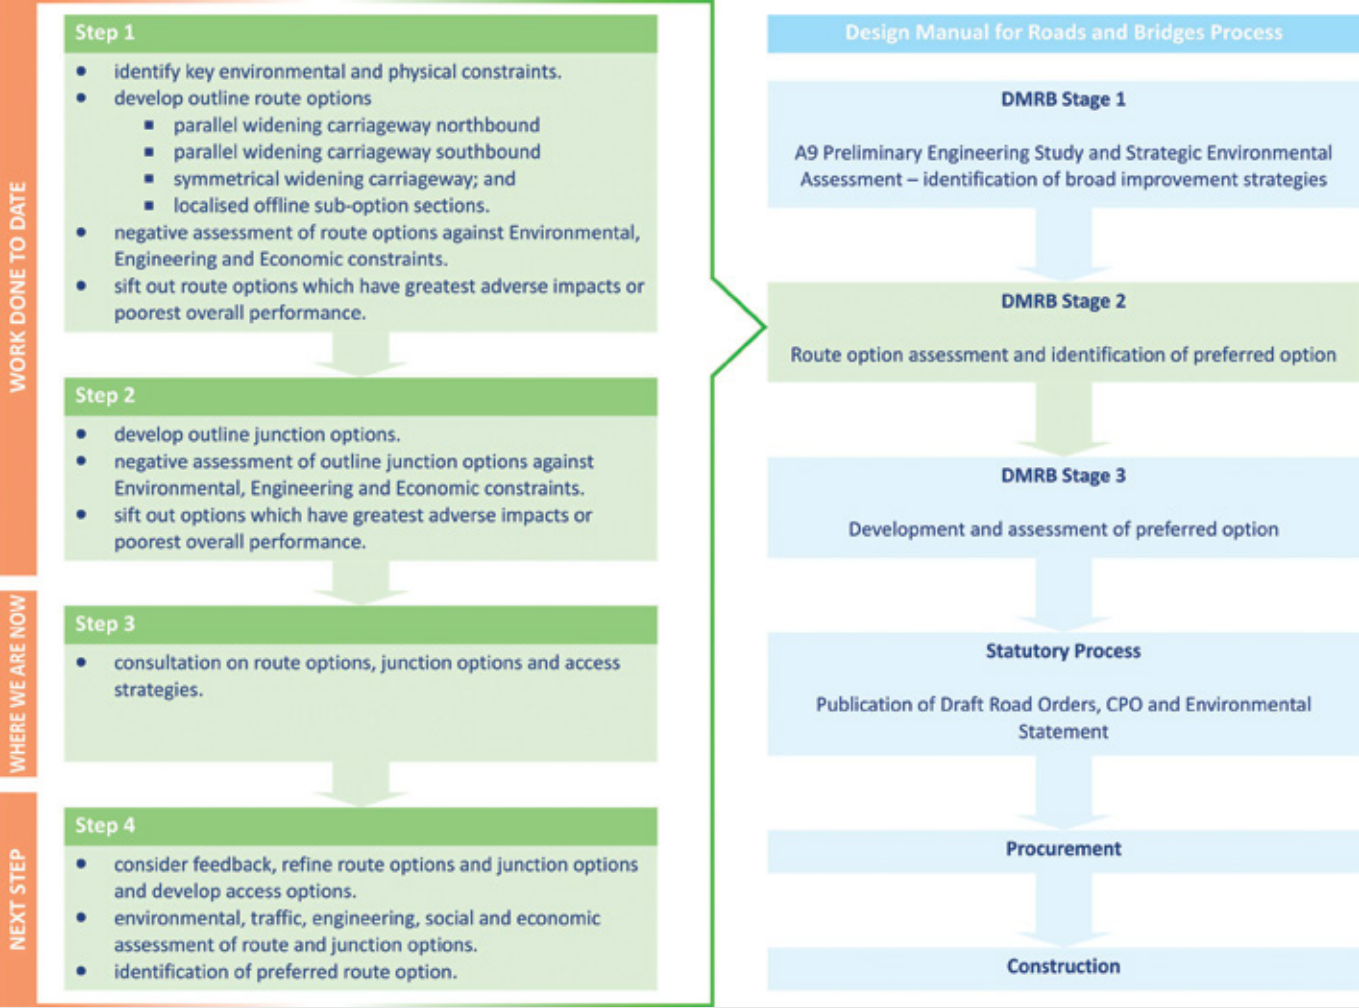 WORK DONE TO DATE
Step 1
• identify key environmental and physical constraints.
• develop outline route options
▪ parallel widening carriageway northbound
▪ parallel widening carriageway southbound
▪ symmetrical widening carriageway; and
▪ localised offline sub-option sections.
• negative assessment of route options against Environmental,
Engineering and Economic constraints.
• sift out route options which have greatest adverse impacts or
poorest overall performance.
Step 2
• develop outline junction options.
• negative assessment of outline junction options against
Environmental, Engineering and Economic constraints.
• sift out options which have greatest adverse impacts or
poorest overall performance.
WHERE WE ARE NOW
Step 3
• consultation on route options, junction options and access
strategies.
NEXT STEP
Step 4
• consider feedback, refine route options and junction options
and develop access options.
• environmental, traffic, engineering, social and economic
assessment of route and junction options.
• identification of preferred route option.
Design Manual for Roads and Bridges Process
DMRB Stage 1
A9 Preliminary Engineering Study and Strategic Environmental
Assessment – identification of broad improvement strategies
DMRB Stage 2
Route option assessment and identification of preferred option
DMRB Stage 3
Development and assessment of preferred option
Statutory Process
Publication of Draft Road Orders, CPO and Environmental
Statement
Procurement
Construction